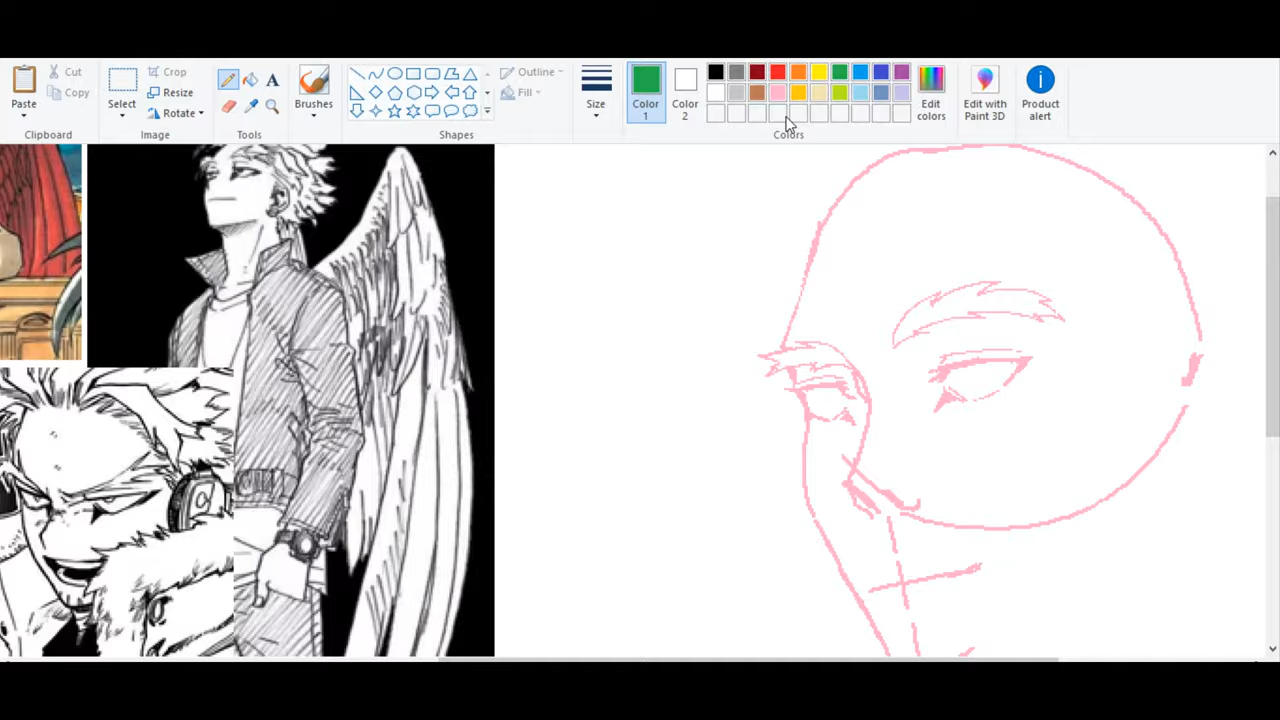 Paste
Cut
Copy
Clipboard
Select
Crop
Resize
Rotate
Image
A
Tools
Brushes
Outline
Fill
Shapes
Size
Color 1
Color 2
Edit colors
Colors
Edit with Paint 3D
Product alert